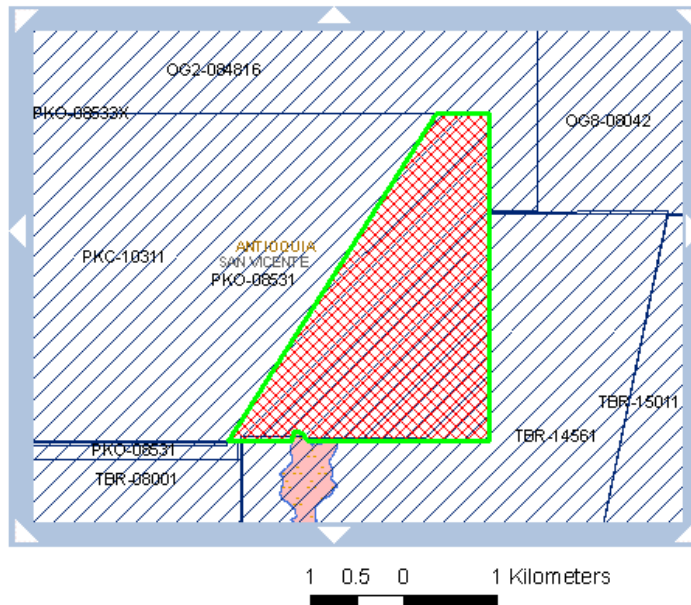 OG2-084816
PKO-08533X
OG8-08042
ANTIOQUIA
SAN VICENTE
PKC-10311
PKO-08531
TBR-15011
TBR-14561
PKO-08531
TBR-08001
1 0.5 0 1 Kilometers